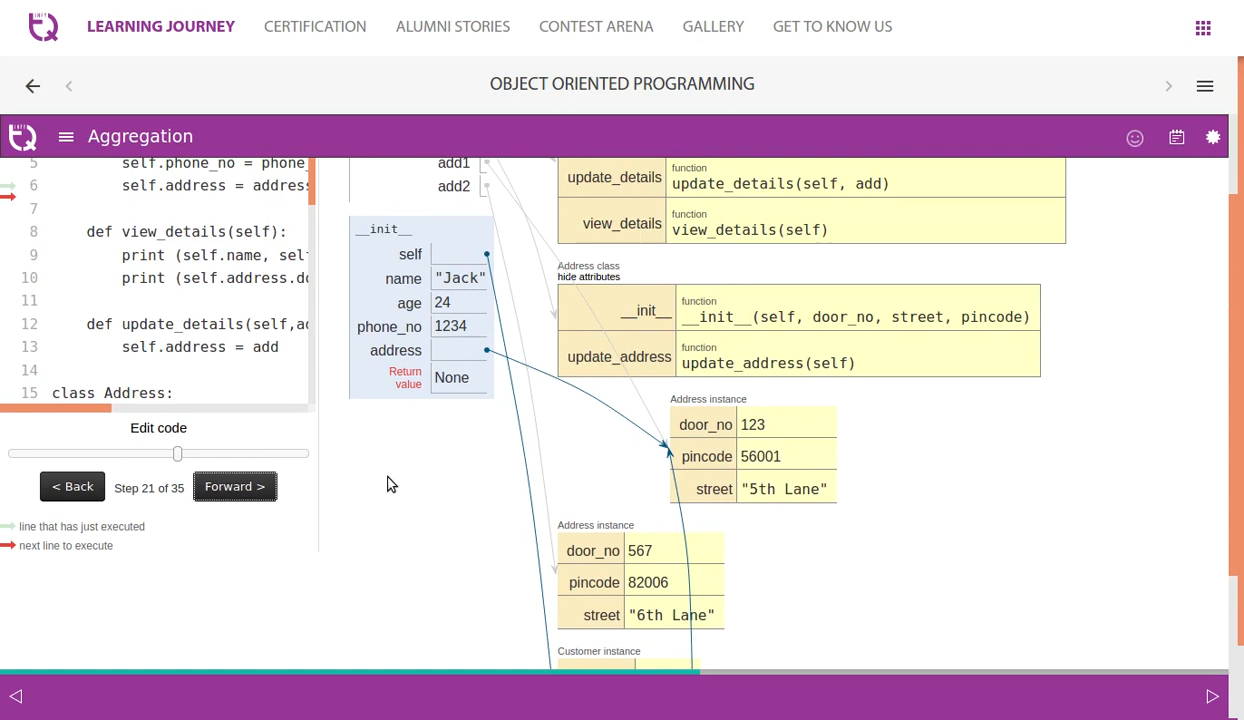 LEARNING JOURNEY CERTIFICATION ALUMNI STORIES CONTEST ARENA GALLERY GET TO KNOW US
OBJECT ORIENTED PROGRAMMING
Aggregation
5 self.phone_no = phone_
6 self.address = address
7
8 def view_details(self):
9 print (self.name, sel
10 print (self.address.do
11
12 def update_details(self,ad
13 self.address = add
14
15 class Address:
Edit code
< Back Step 21 of 35 Forward >
line that has just executed
next line to execute
add1
add2
__init__
self
name "Jack"
age 24
phone_no 1234
address
Return
value None
function
update_details update_details(self, add)
function
view_details view_details(self)
Address class
hide attributes
function
__init__ __init__(self, door_no, street, pincode)
function
update_address update_address(self)
Address instance
door_no 123
pincode 56001
street "5th Lane"
Address instance
door_no 567
pincode 82006
street "6th Lane"
Customer instance